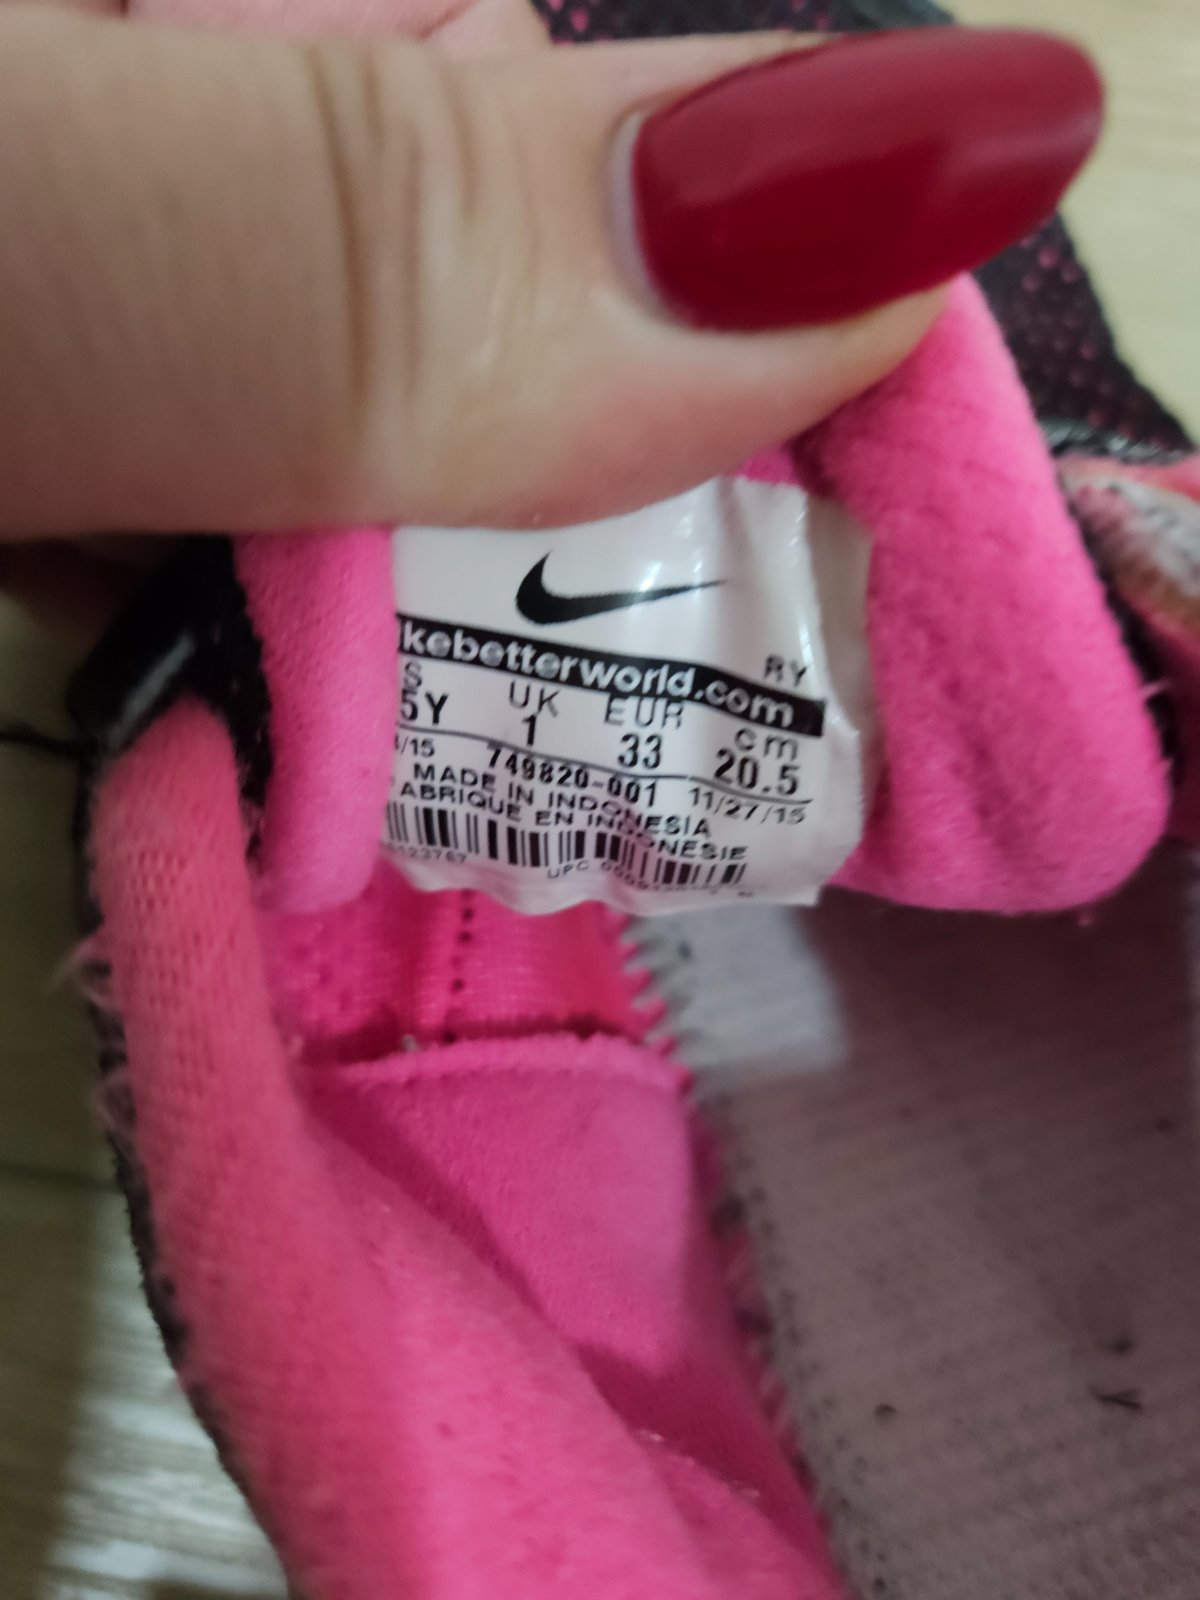 kebetterworld.com
RY
S UK EUR cm
5Y 1 33 20.5
/15 749820-001 11/27/15
MADE IN INDONESIA
ABRIQUE EN INDONESIE
UPC